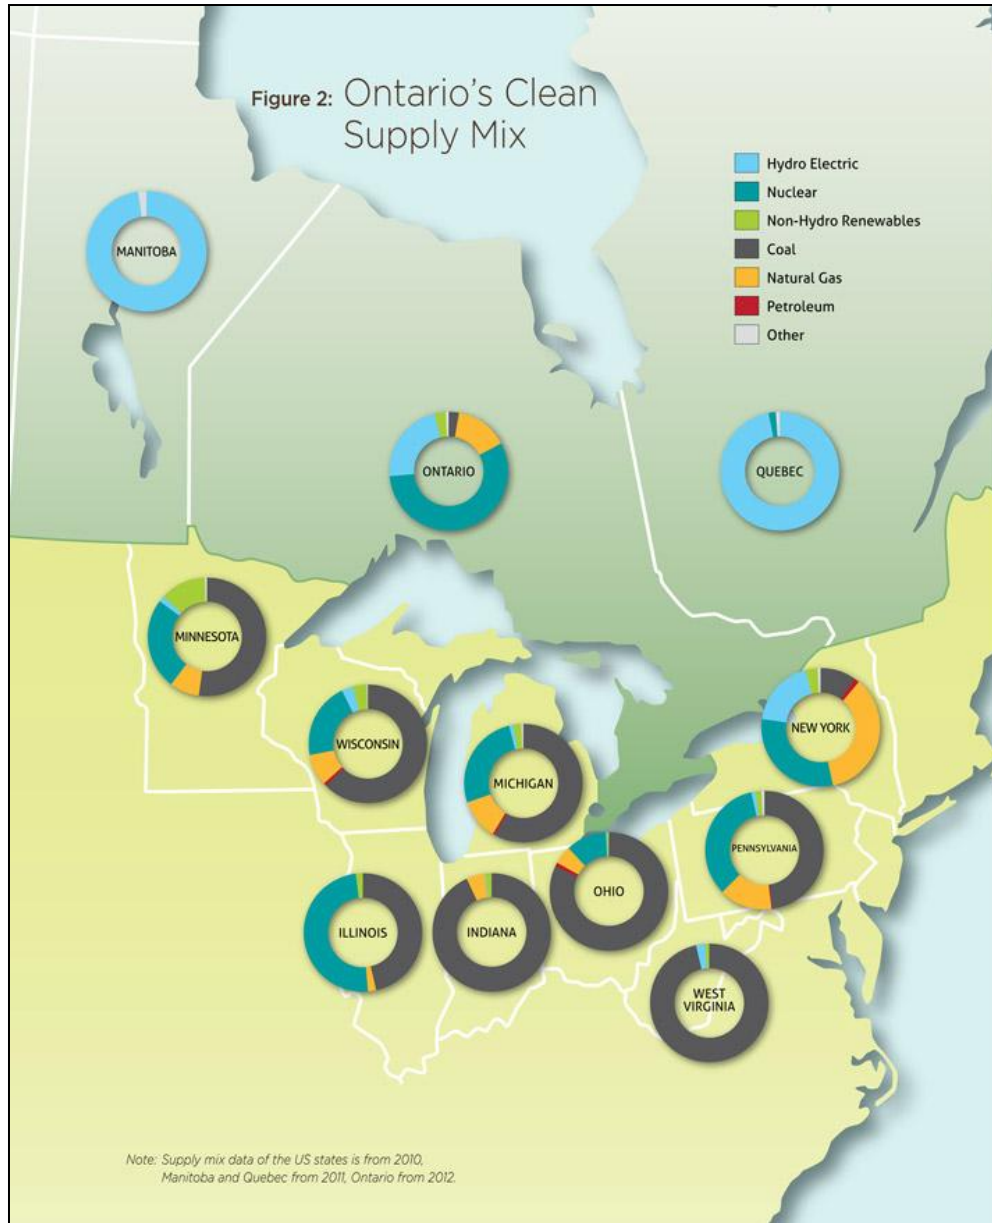 Figure 2: Ontario's Clean
Supply Mix
Hydro Electric
Nuclear
Non-Hydro Renewables
Coal
Natural Gas
Petroleum
Other
MANITOBA
ONTARIO
QUEBEC
MINNESOTA
WISCONSIN
MICHIGAN
NEW YORK
PENNSYLVANIA
OHIO
ILLINOIS
INDIANA
WEST
VIRGINIA
Note: Supply mix data of the US states is from 2010,
Manitoba and Quebec from 2011, Ontario from 2012.